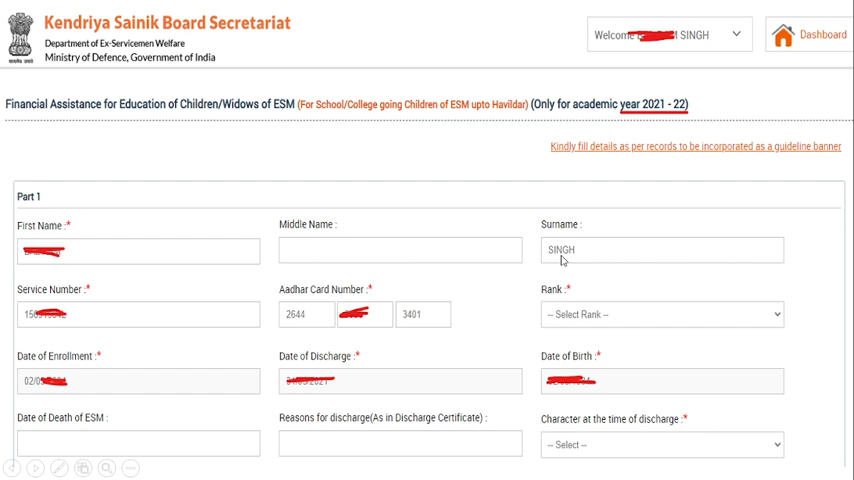 Kendriya Sainik Board Secretariat
Department of Ex-Servicemen Welfare
Ministry of Defence, Government of India
Welcome SINGH
Dashboard
Financial Assistance for Education of Children/Widows of ESM (For School/College going Children of ESM upto Havildar) (Only for academic year 2021 - 22)
Kindly fill details as per records to be incorporated as a guideline banner
Part 1
First Name :*
Middle Name :
Surname :
SINGH
Service Number :*
Aadhar Card Number :*
Rank :*
-- Select Rank --
Date of Enrollment :*
Date of Discharge :*
Date of Birth :*
Date of Death of ESM :
Reasons for discharge(As in Discharge Certificate) :
Character at the time of discharge :*
-- Select --